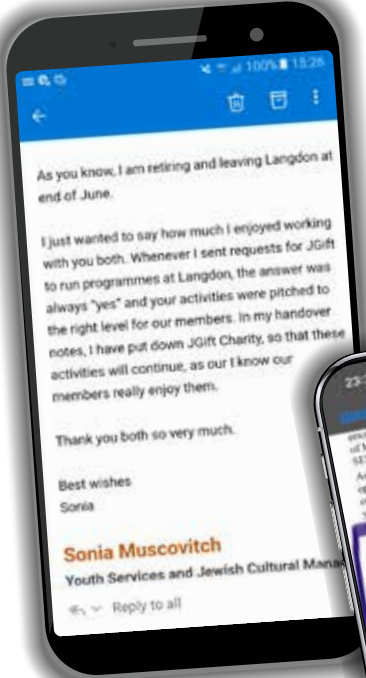 100% 15:26
As you know, I am retiring and leaving Langdon at
end of June.
I just wanted to say how much I enjoyed working
with you both. Whenever I sent requests for JGift
to run programmes at Langdon, the answer was
always "yes" and your activities were pitched to
the right level for our members. In my handover
notes, I have put down JGift Charity, so that these
activities will continue, as our I know our
members really enjoy them.
Thank you both so very much.
Best wishes
Sonia
Sonia Muscovitch
Youth Services and Jewish Cultural
Reply to all